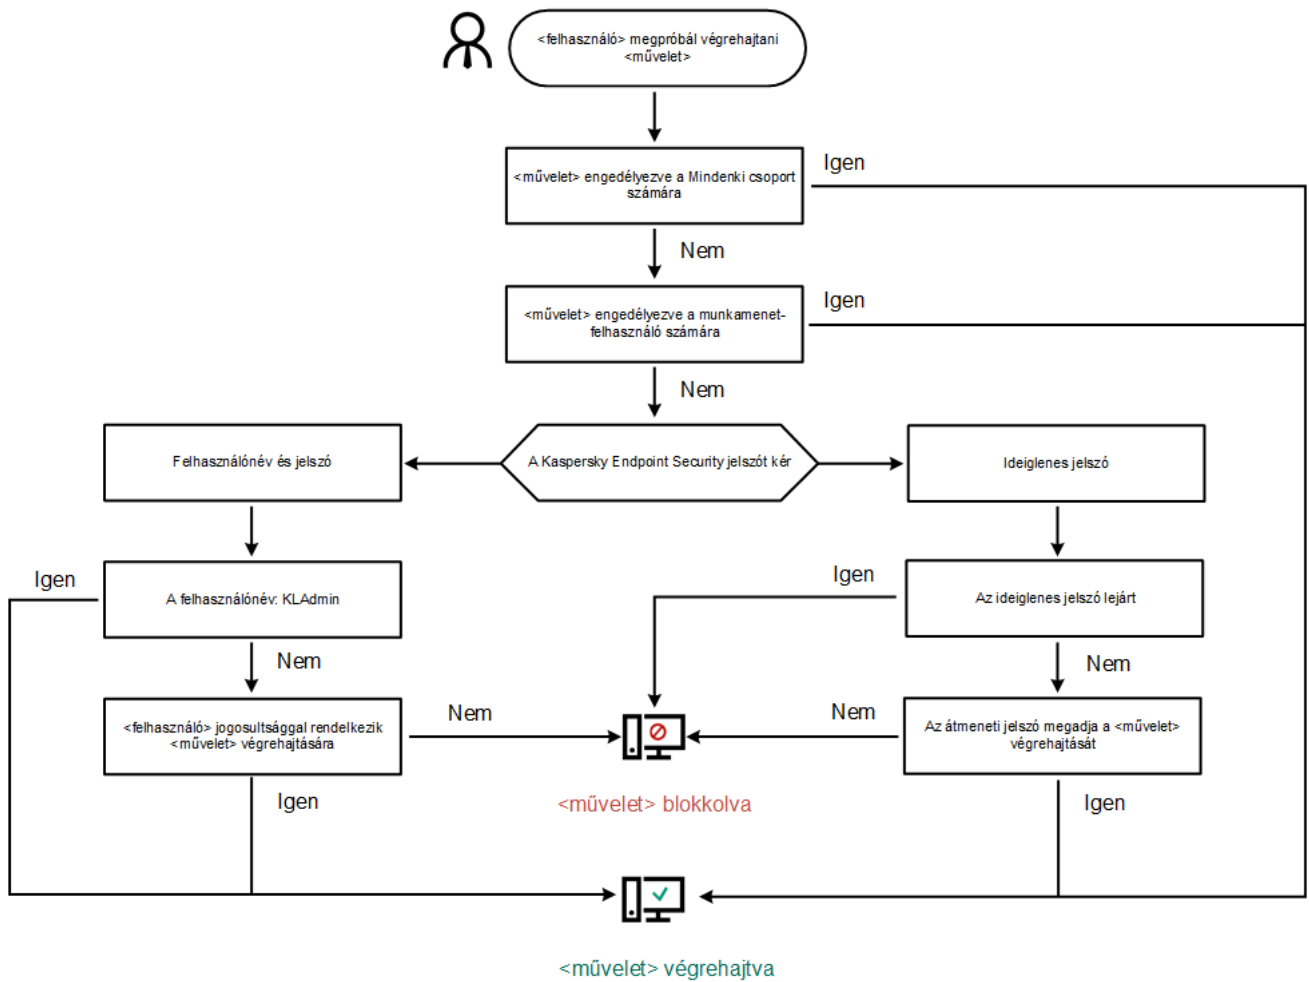 <felhasználó> megpróbál végrehajtani
<művelet>
Igen
<művelet> engedélyezve a Mindenki csoport
számára
Nem
Igen
<művelet> engedélyezve a munkamenet-
felhasználó számára
Nem
Felhasználónév és jelszó
A Kaspersky Endpoint Security jelszót kér
Ideiglenes jelszó
Igen
A felhasználónév: KLAdmin
Igen
Az ideiglenes jelszó lejárt
Nem
Nem
<felhasználó> jogosultsággal rendelkezik
<művelet> végrehajtására
Nem
Nem
Az átmeneti jelszó megadja a <művelet>
végrehajtását
Igen
<művelet> blokkolva
Igen
<művelet> végrehajtva